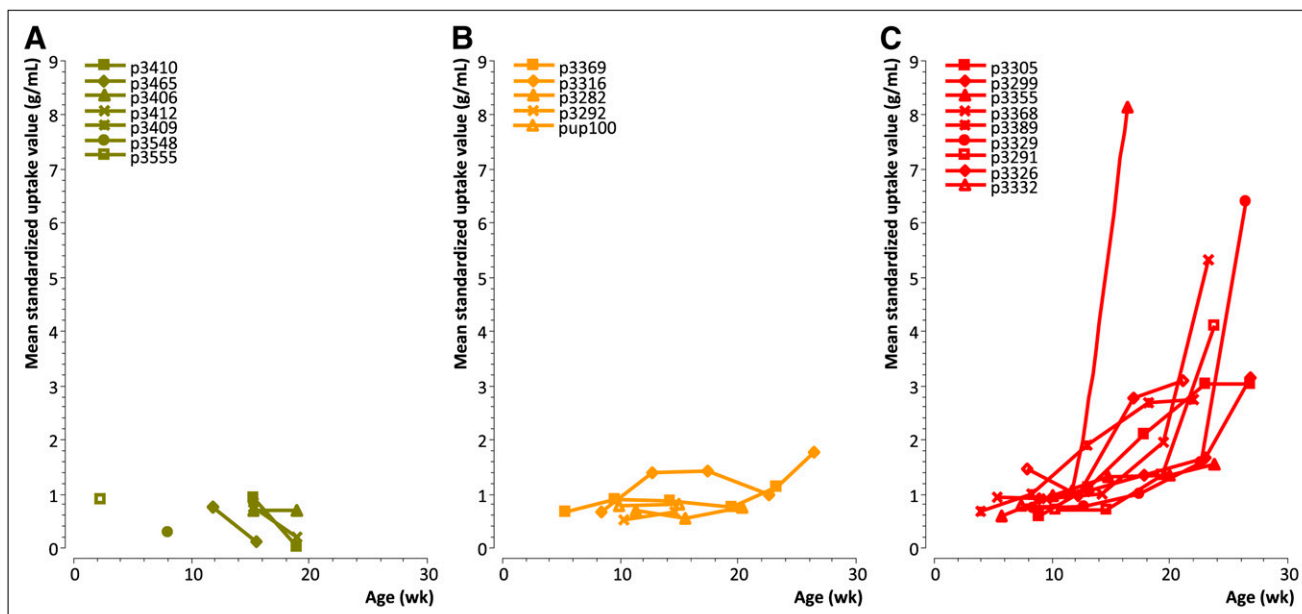 A
Mean standardized uptake value (g/mL)
9
8
7
6
5
4
3
2
1
0
p3410
p3465
p3406
p3412
p3409
p3548
p3555
0
10
20
30
Age (wk)
B
Mean standardized uptake value (g/mL)
9
8
7
6
5
4
3
2
1
0
p3369
p3316
p3282
p3292
pup100
0
10
20
30
Age (wk)
C
Mean standardized uptake value (g/mL)
9
8
7
6
5
4
3
2
1
0
p3305
p3299
p3355
p3368
p3389
p3329
p3291
p3326
p3332
0
10
20
30
Age (wk)